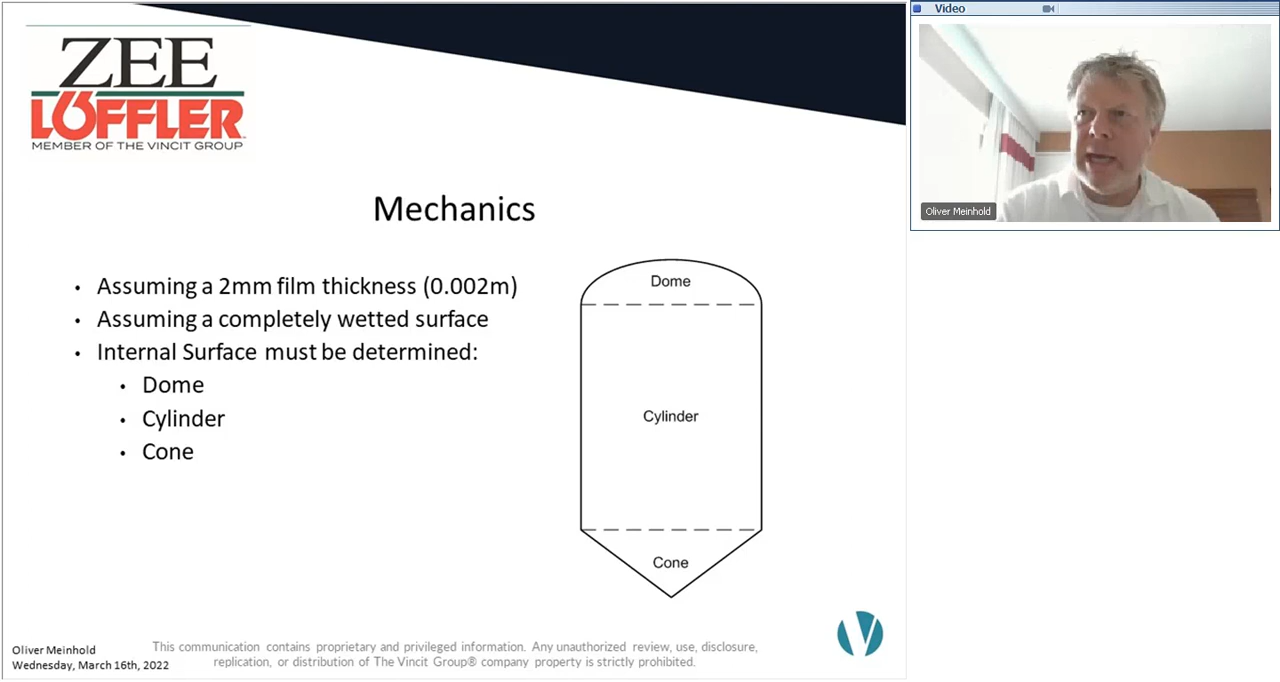 ZEE
LÖFFLER
MEMBER OF THE VINCIT GROUP
Mechanics
• Assuming a 2mm film thickness (0.002m)
• Assuming a completely wetted surface
• Internal Surface must be determined:
• Dome
• Cylinder
• Cone
Dome
Cylinder
Cone
Oliver Meinhold
Wednesday, March 16th, 2022
This communication contains proprietary and privileged information. Any unauthorized review, use, disclosure,
replication, or distribution of The Vincit Group® company property is strictly prohibited.
Video
Oliver Meinhold